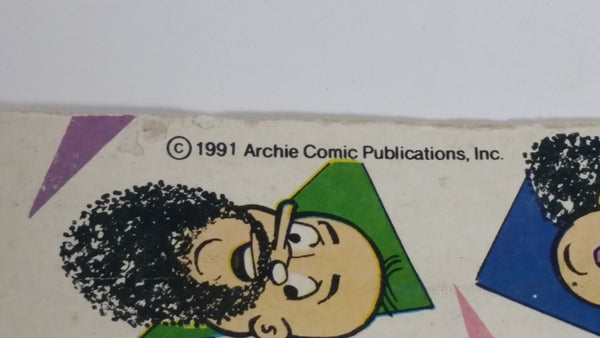 © 1991 Archie Comic Publications, Inc.